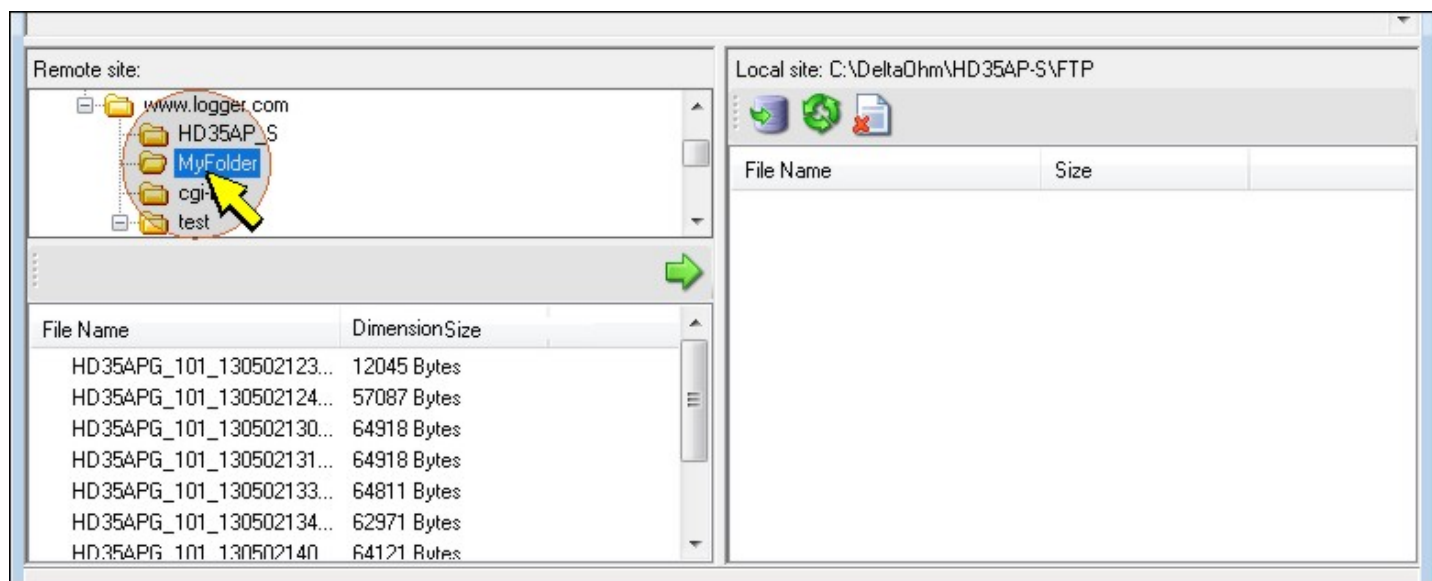 Remote site:
www.logger.com
HD35AP_S
MyFolder
test
File Name DimensionSize
HD35APG_101_130502123... 12045 Bytes
HD35APG_101_130502124... 57087 Bytes
HD35APG_101_130502130... 64918 Bytes
HD35APG_101_130502131... 64918 Bytes
HD35APG_101_130502133... 64811 Bytes
HD35APG_101_130502134... 62971 Bytes
HD35APG_101_130502140 64121 Bytes
Local site: C:\DeltaOhm\HD35AP-S\FTP
File Name Size